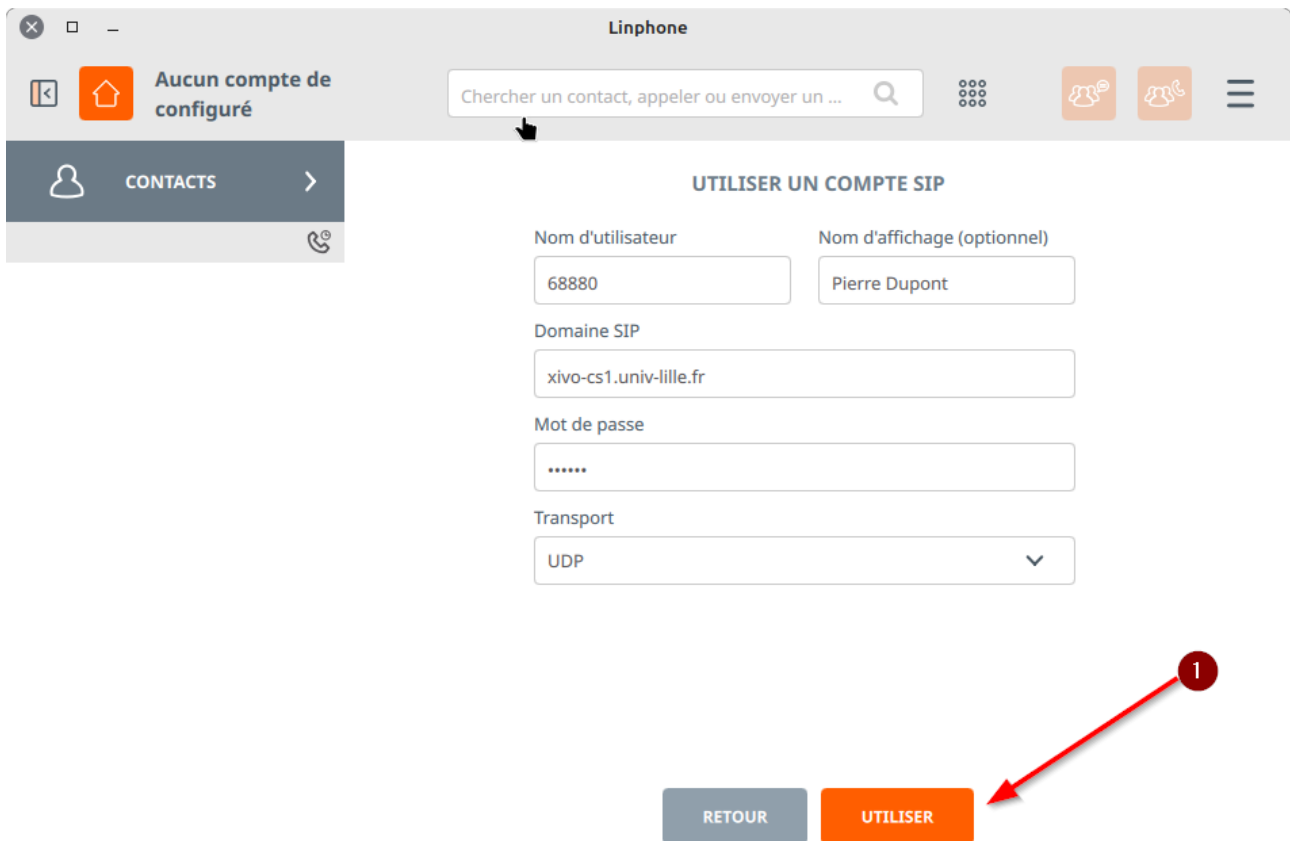 Linphone
Aucun compte de
configuré
Chercher un contact, appeler ou envoyer un ...
CONTACTS
UTILISER UN COMPTE SIP
Nom d'utilisateur
Nom d'affichage (optionnel)
68880
Pierre Dupont
Domaine SIP
xivo-cs1.univ-lille.fr
Mot de passe
••••••
Transport
UDP
1
RETOUR
UTILISER